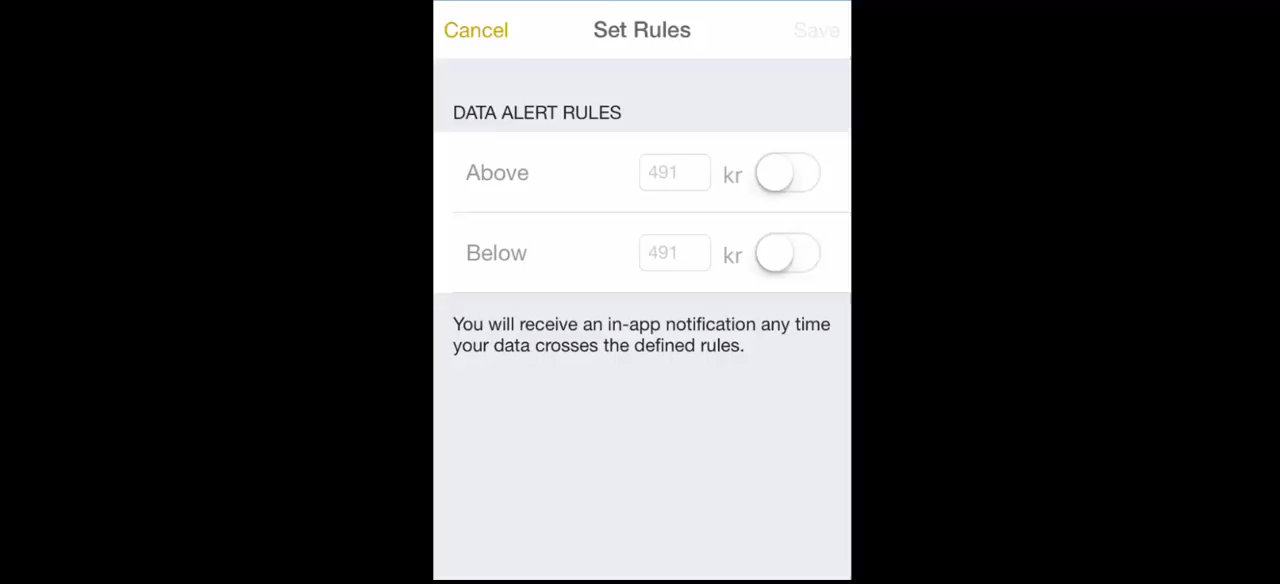 Cancel Set Rules Save
DATA ALERT RULES
Above 491 kr
Below 491 kr
You will receive an in-app notification any time
your data crosses the defined rules.